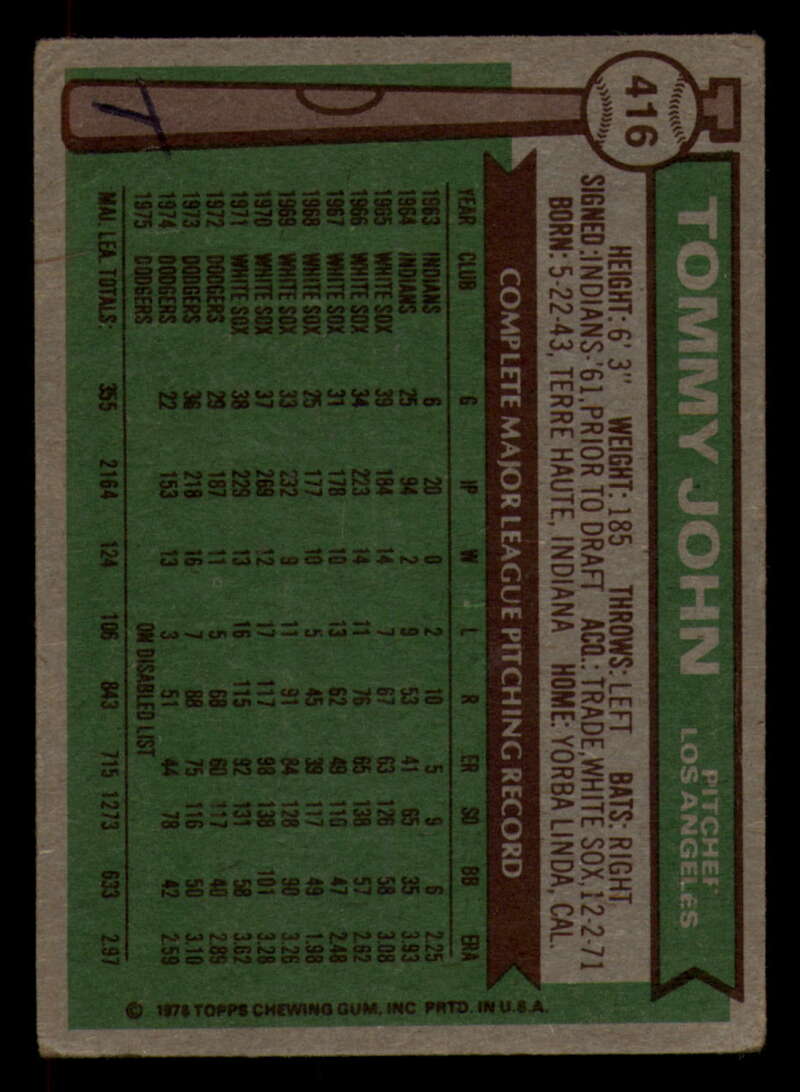 416
TOMMY JOHN
PITCHER
LOS ANGELES
HEIGHT: 6' 3" WEIGHT: 185 THROWS: LEFT BATS: RIGHT
SIGNED: INDIANS-'61, PRIOR TO DRAFT ACQ.: TRADE, WHITE SOX, 12-2-71
BORN: 5-22-43, TERRE HAUTE, INDIANA HOME: YORBA LINDA, CAL.
COMPLETE MAJOR LEAGUE PITCHING RECORD
YEAR CLUB G IP W L R ER SO BB ERA
1963 INDIANS 6 20 0 2 10 5 9 6 2.25
1964 INDIANS 25 94 2 9 53 41 65 35 3.93
1965 WHITE SOX 39 184 14 7 67 63 126 58 3.08
1966 WHITE SOX 34 223 14 11 76 65 138 57 2.62
1967 WHITE SOX 31 178 10 13 62 49 110 47 2.48
1968 WHITE SOX 25 177 10 5 45 39 117 49 1.98
1969 WHITE SOX 33 232 9 11 91 84 128 90 3.26
1970 WHITE SOX 37 269 12 17 117 98 138 101 3.28
1971 WHITE SOX 38 229 13 16 115 92 131 58 3.62
1972 DODGERS 29 187 11 5 68 60 117 40 2.89
1973 DODGERS 36 218 16 7 88 75 116 50 3.10
1974 DODGERS 22 153 13 3 51 44 78 42 2.59
1975 DODGERS ON DISABLED LIST
MAJ. LEA. TOTALS: 355 2164 124 106 843 715 1273 633 2.97
© 1976 TOPPS CHEWING GUM, INC PRTD. IN U.S.A.